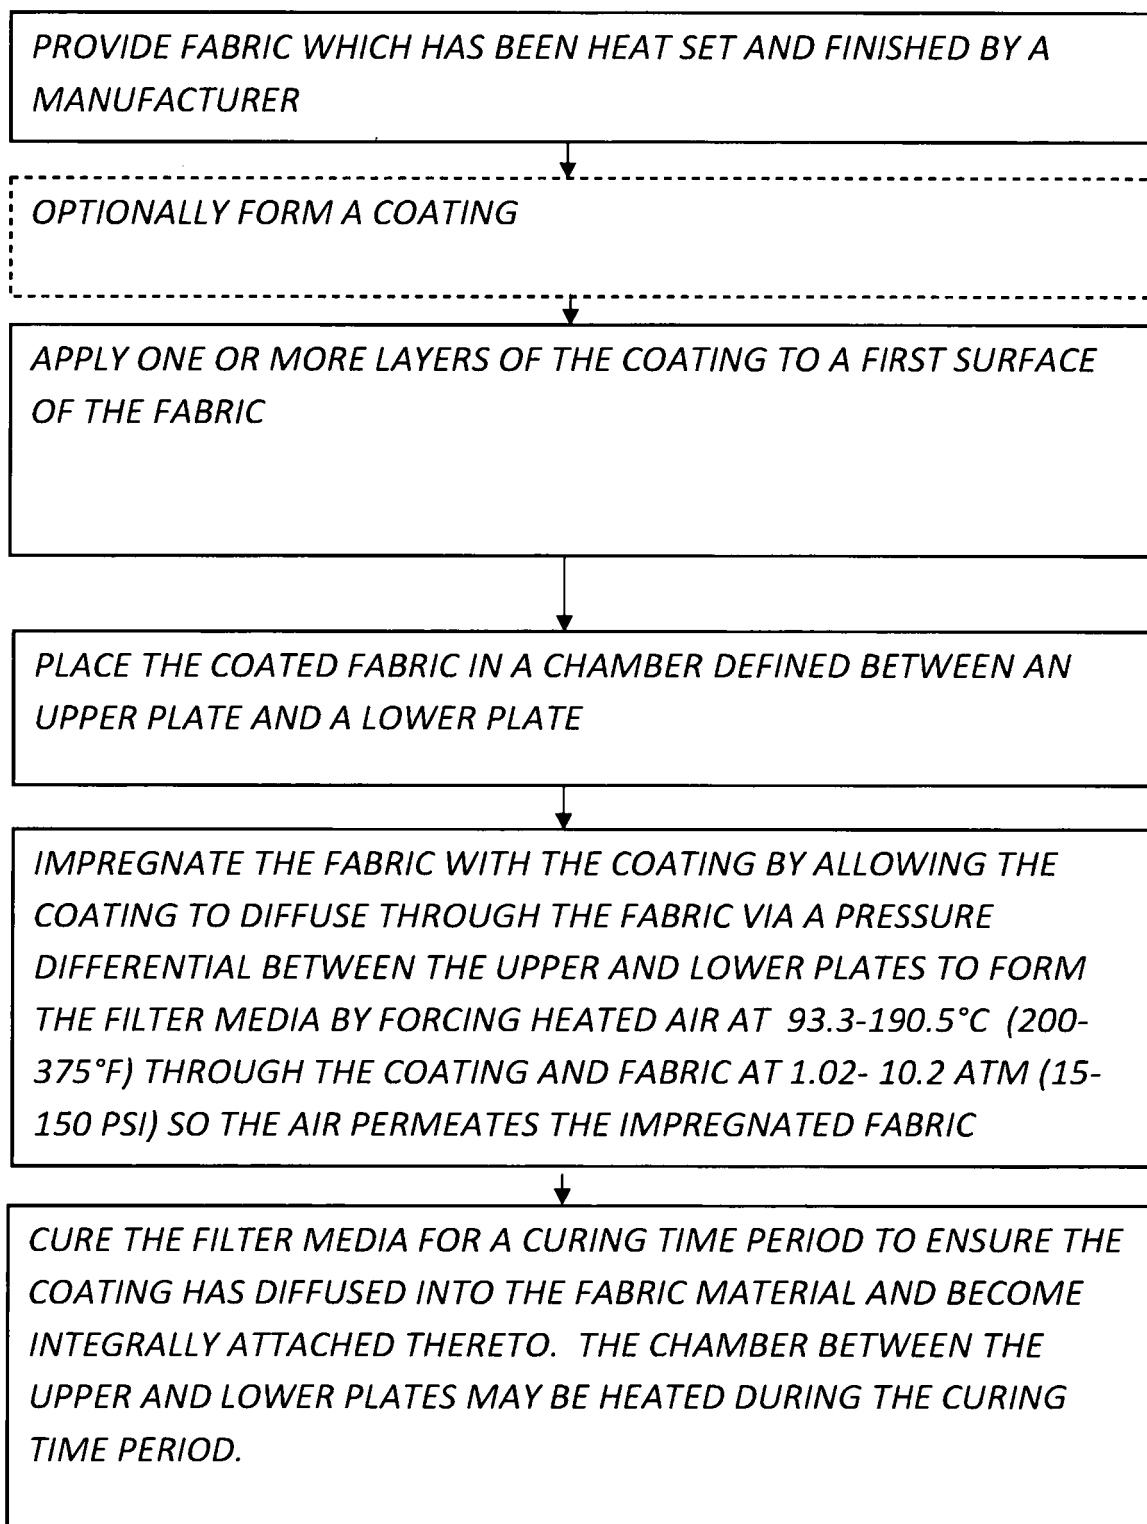 PROVIDE FABRIC WHICH HAS BEEN HEAT SET AND FINISHED BY A
MANUFACTURER
OPTIONALLY FORM A COATING
APPLY ONE OR MORE LAYERS OF THE COATING TO A FIRST SURFACE
OF THE FABRIC
PLACE THE COATED FABRIC IN A CHAMBER DEFINED BETWEEN AN
UPPER PLATE AND A LOWER PLATE
IMPREGNATE THE FABRIC WITH THE COATING BY ALLOWING THE
COATING TO DIFFUSE THROUGH THE FABRIC VIA A PRESSURE
DIFFERENTIAL BETWEEN THE UPPER AND LOWER PLATES TO FORM
THE FILTER MEDIA BY FORCING HEATED AIR AT 93.3-190.5°C (200-
375°F) THROUGH THE COATING AND FABRIC AT 1.02- 10.2 ATM (15-
150 PSI) SO THE AIR PERMEATES THE IMPREGNATED FABRIC
CURE THE FILTER MEDIA FOR A CURING TIME PERIOD TO ENSURE THE
COATING HAS DIFFUSED INTO THE FABRIC MATERIAL AND BECOME
INTEGRALLY ATTACHED THERETO. THE CHAMBER BETWEEN THE
UPPER AND LOWER PLATES MAY BE HEATED DURING THE CURING
TIME PERIOD.